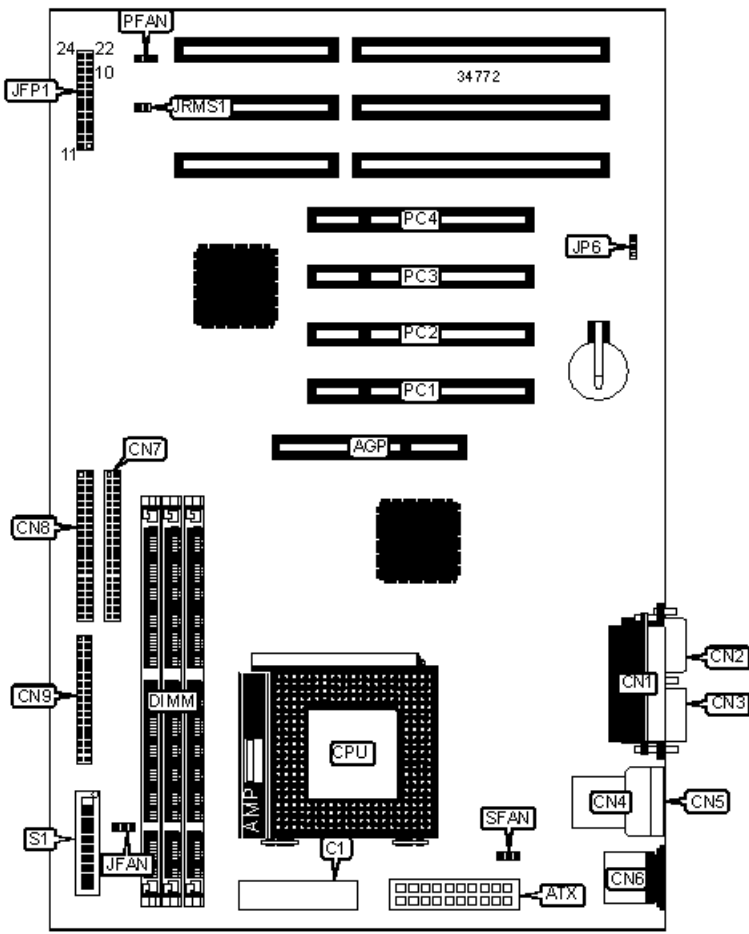 PFAN
24 22
10
JFP1
11
JRMS1
34772
PC4
JP6
PC3
PC2
PC1
AGP
CN7
CN8
CN9
DIMM
CPU
AMP
CN1
CN2
CN3
CN4
CN5
S1
JFAN
C1
SFAN
ATX
CN6